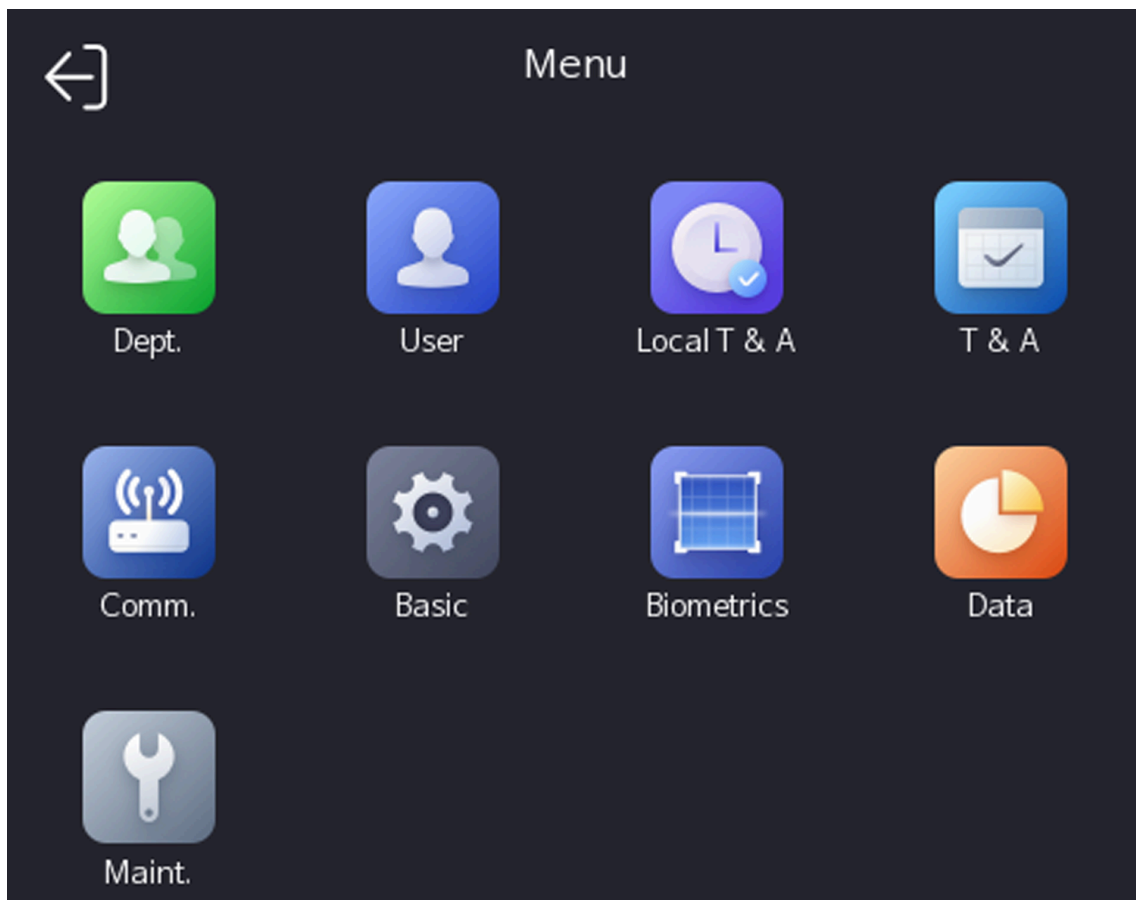 Menu
Dept. User Local T & A T & A
Comm. Basic Biometrics Data
Maint.